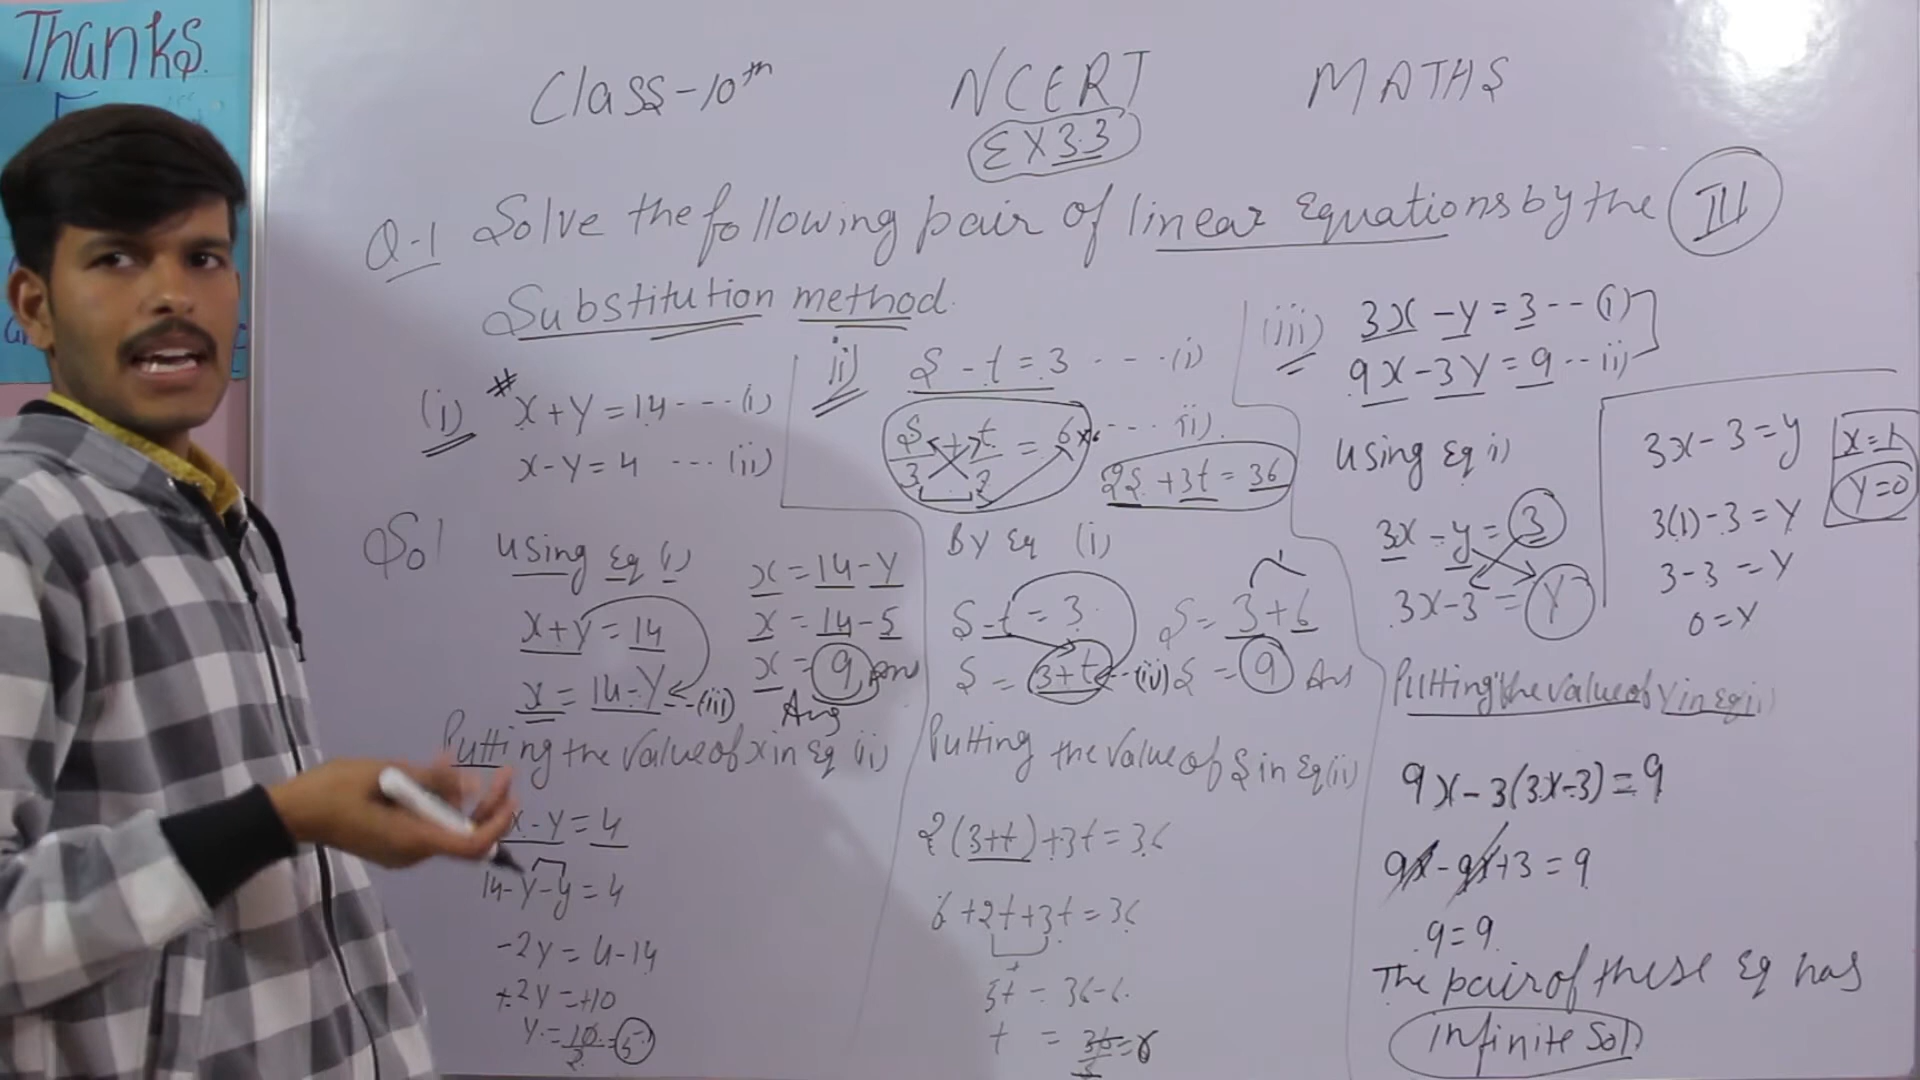 Thanks.
Class-10th NCERT MATHS
EX 3.3
Q-1 Solve the following pair of linear Equations by the III
Substitution method.
(i) # x+y=14---(i)
x-y=4 ---(ii)
Sol
Using Eq (i)
x+y=14
x=14-y--(iii)
x=14-y
x=14-5
x=9 Ans
Ans
Putting the value of x in Eq (ii)
x-y=4
14-y-y=4
-2y=4-14
+2y=+10
y=10/2=5
ii) S-t=3 ---(i)
S/3+t/2=6 ---ii)
2S+3t=36
By Eq (i)
S-t=3
S=3+t--(iv)
S=3+6
S=9 Ans
Putting the value of S in Eq(ii)
2(3+t)+3t=36
6+2t+3t=36
5t=36-6
t=30/5=6
(iii) 3x-y=3--(i)
9x-3y=9--ii)
Using Eq i)
3x-y=3
3x-3=y
3x-3=y
3(1)-3=y
3-3=y
0=y
x=1
y=0
Putting the value of y in Eq ii)
9x-3(3x-3)=9
9x-9x+3=9
9=9
The pair of these Eq has
infinite Sol